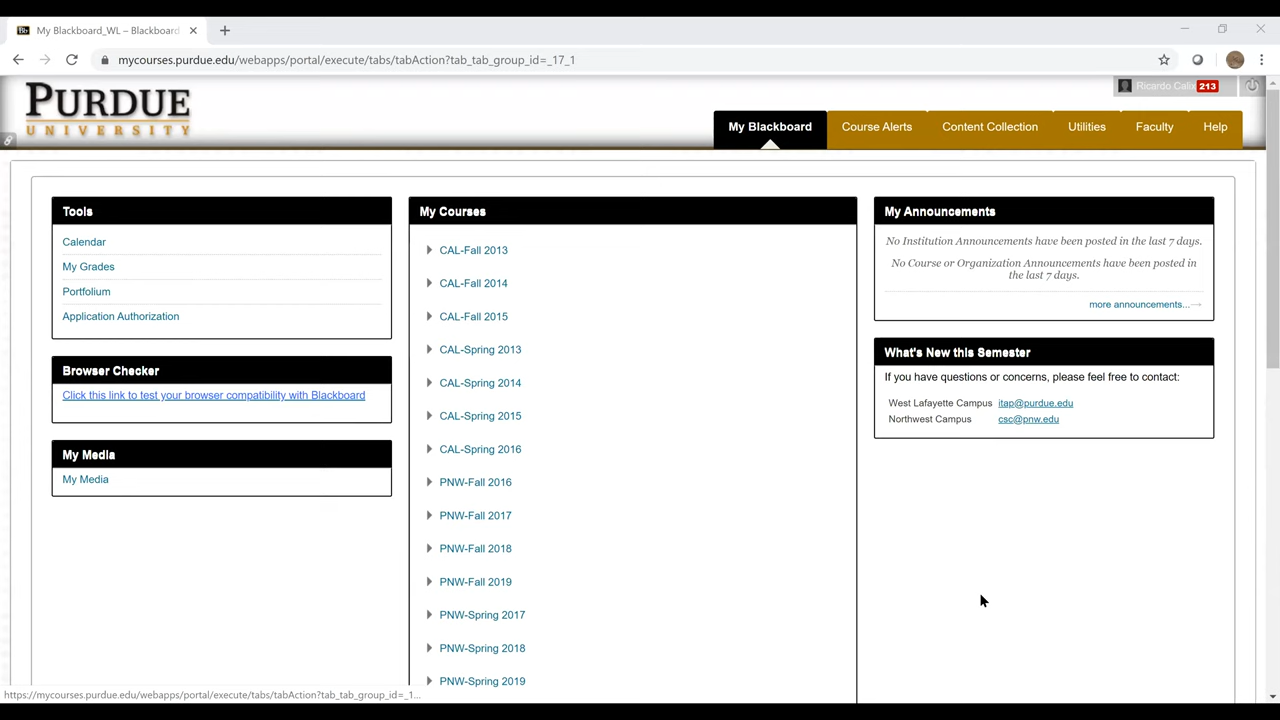 My Blackboard_WL – Blackboard
mycourses.purdue.edu/webapps/portal/execute/tabs/tabAction?tab_tab_group_id=_17_1
PURDUE
UNIVERSITY
Ricardo Calix 213
My Blackboard
Course Alerts
Content Collection
Utilities
Faculty
Help
Tools
Calendar
My Grades
Portfolium
Application Authorization
Browser Checker
Click this link to test your browser compatibility with Blackboard
My Media
My Media
My Courses
CAL-Fall 2013
CAL-Fall 2014
CAL-Fall 2015
CAL-Spring 2013
CAL-Spring 2014
CAL-Spring 2015
CAL-Spring 2016
PNW-Fall 2016
PNW-Fall 2017
PNW-Fall 2018
PNW-Fall 2019
PNW-Spring 2017
PNW-Spring 2018
PNW-Spring 2019
My Announcements
No Institution Announcements have been posted in the last 7 days.
No Course or Organization Announcements have been posted in
the last 7 days.
more announcements...
What's New this Semester
If you have questions or concerns, please feel free to contact:
West Lafayette Campus itap@purdue.edu
Northwest Campus csc@pnw.edu
https://mycourses.purdue.edu/webapps/portal/execute/tabs/tabAction?tab_tab_group_id=_1...